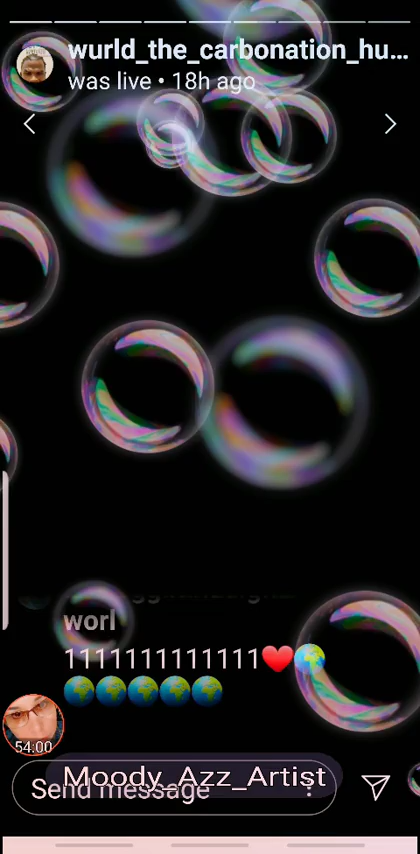 wurld_the_carbonation_hu...
was live • 18h ago
worl
1111111111111❤️🌍
🌍🌍🌍🌍🌍
54:00
Moody_Azz_Artist
Send message